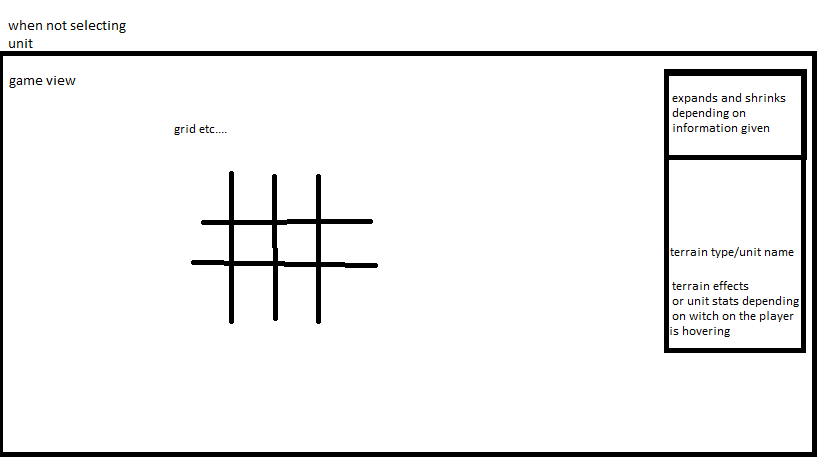 when not selecting
unit
game view
grid etc....
expands and shrinks
depending on
information given
terrain type/unit name
terrain effects
or unit stats depending
on witch on the player
is hovering